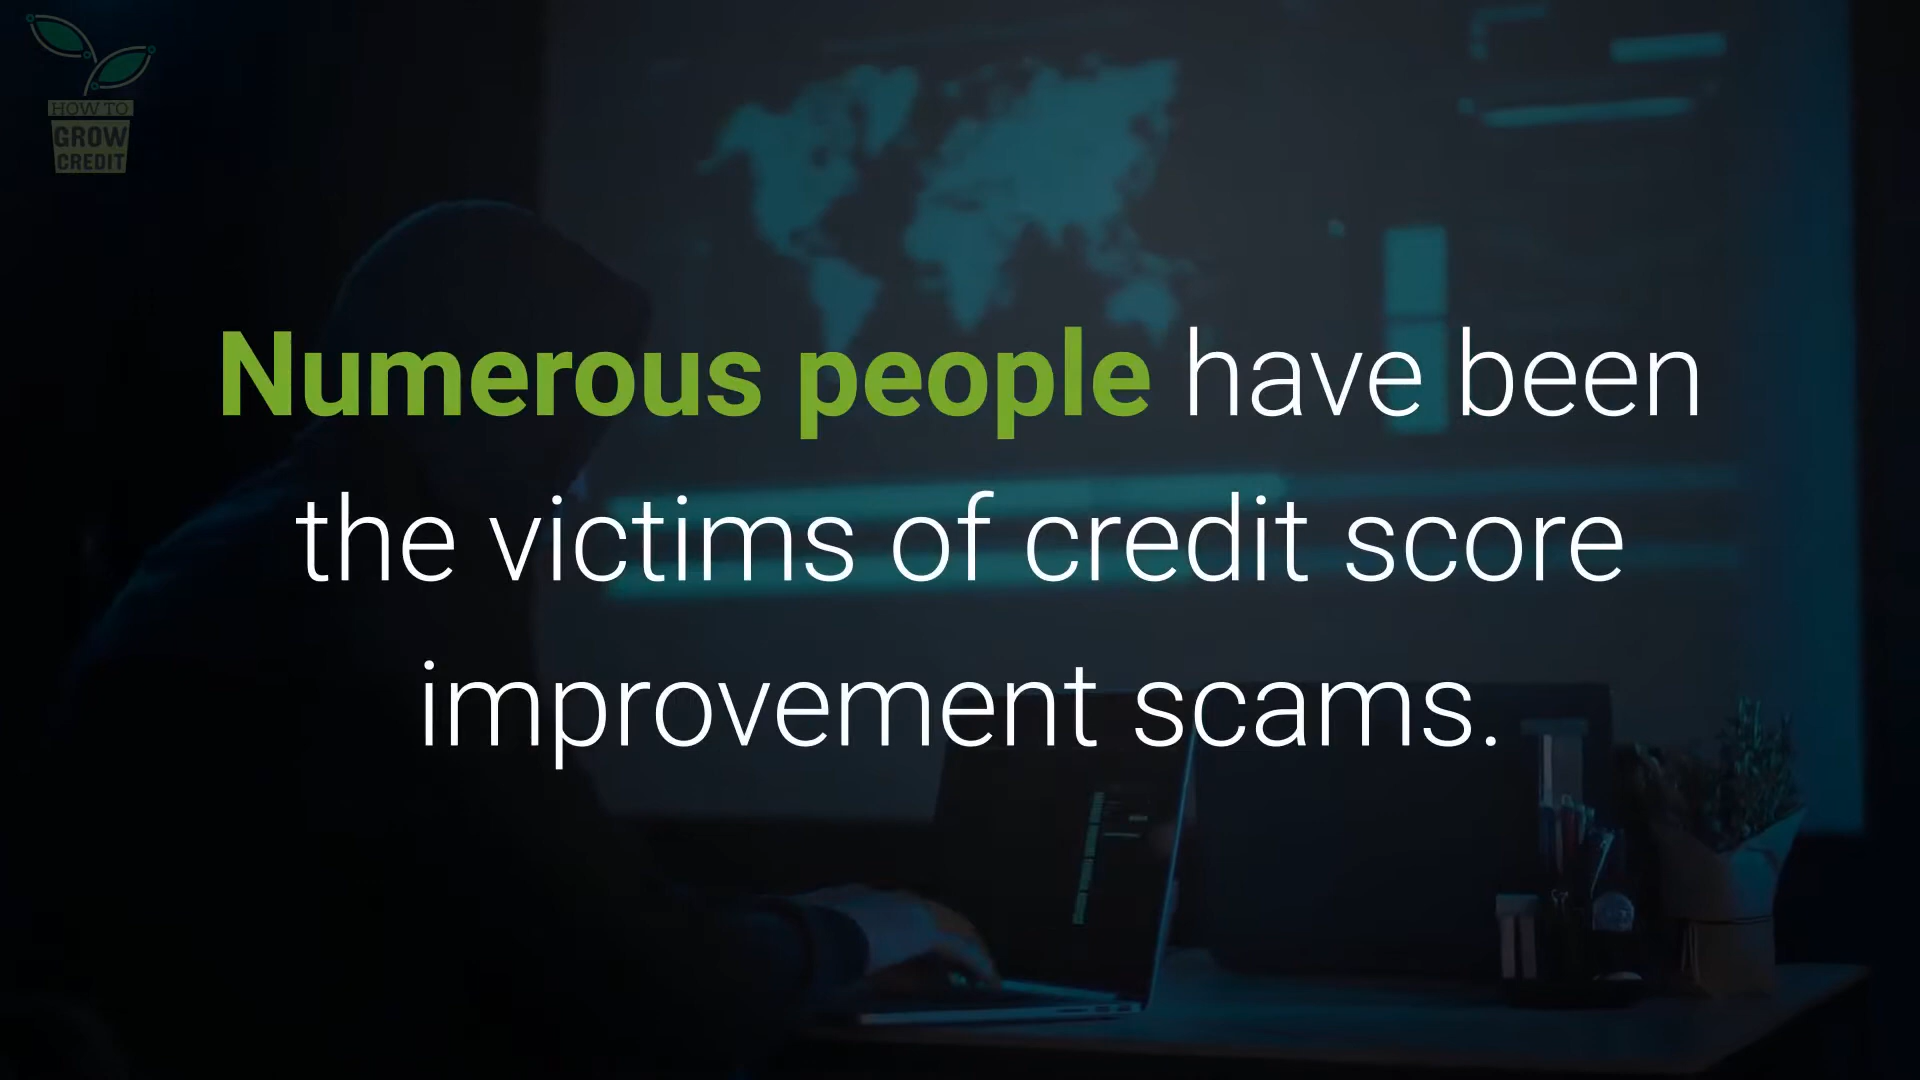 HOW TO
GROW
CREDIT
Numerous people have been
the victims of credit score
improvement scams.